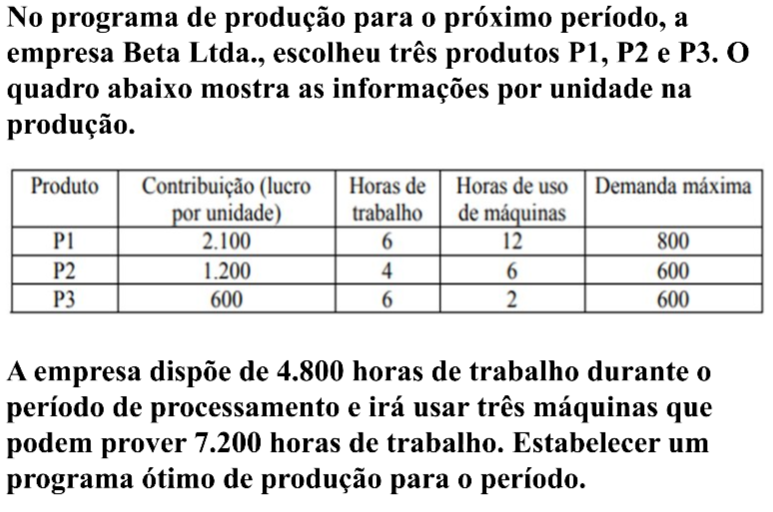 No programa de produção para o próximo período, a
empresa Beta Ltda., escolheu três produtos P1, P2 e P3. O
quadro abaixo mostra as informações por unidade na
produção.
Produto Contribuição (lucro por unidade) Horas de trabalho Horas de uso de máquinas Demanda máxima
P1 2.100 6 12 800
P2 1.200 4 6 600
P3 600 6 2 600
A empresa dispõe de 4.800 horas de trabalho durante o
período de processamento e irá usar três máquinas que
podem prover 7.200 horas de trabalho. Estabelecer um
programa ótimo de produção para o período.